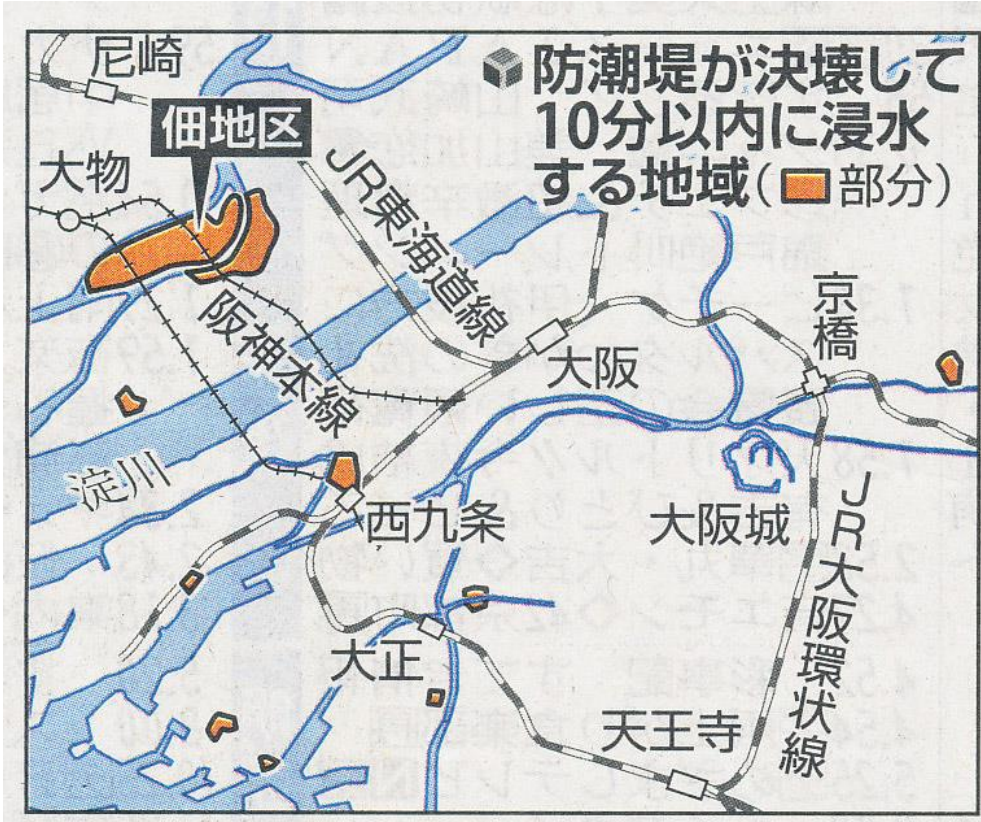 防潮堤が決壊して
10分以内に浸水
する地域(部分)
尼崎
佃地区
大物
JR東海道線
阪神本線
大阪
京橋
淀川
西九条
大阪城
JR大阪環状線
大正
天王寺